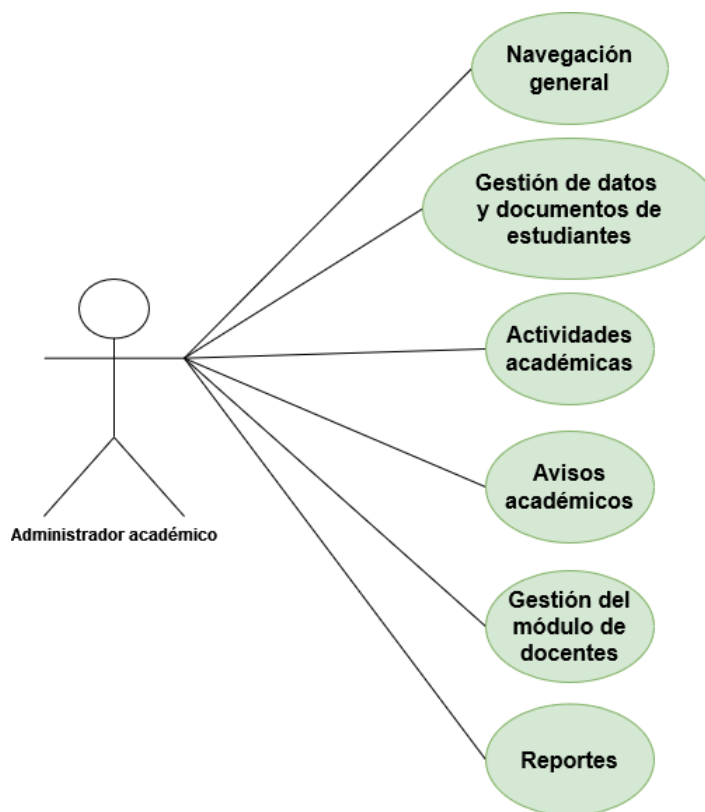 Navegación
general
Gestión de datos
y documentos de
estudiantes
Actividades
académicas
Avisos
académicos
Administrador académico
Gestión del
módulo de
docentes
Reportes